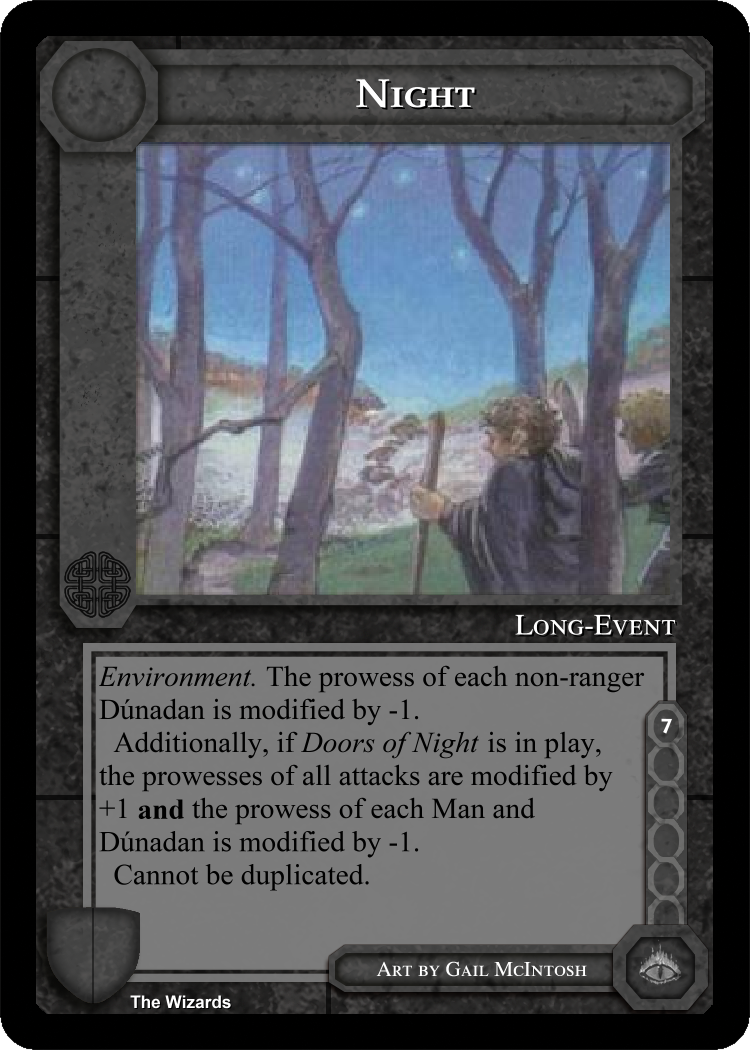 Night
Long-Event
Environment. The prowess of each non-ranger
Dúnadan is modified by -1.
Additionally, if Doors of Night is in play,
the prowesses of all attacks are modified by
+1 and the prowess of each Man and
Dúnadan is modified by -1.
Cannot be duplicated.
7
Art by Gail McIntosh
The Wizards